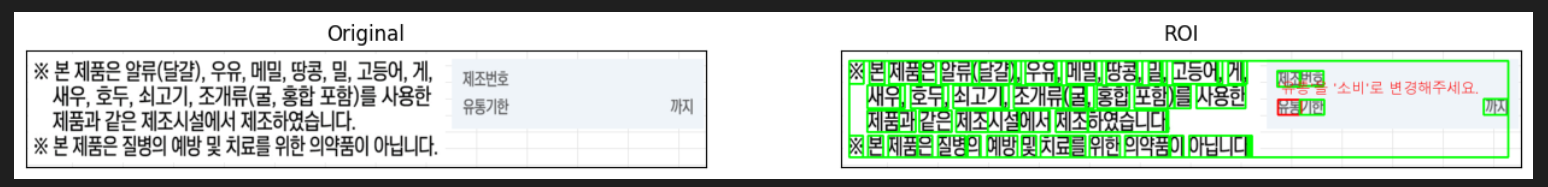 Original
※ 본 제품은 알류(달걀), 우유, 메밀, 땅콩, 밀, 고등어, 게,
새우, 호두, 쇠고기, 조개류(굴, 홍합 포함)를 사용한
제품과 같은 제조시설에서 제조하였습니다.
※ 본 제품은 질병의 예방 및 치료를 위한 의약품이 아닙니다.
제조번호
유통기한 까지
ROI
※ 본 제품은 알류(달걀), 우유, 메밀, 땅콩, 밀, 고등어, 게,
새우, 호두, 쇠고기, 조개류(굴, 홍합 포함)를 사용한
제품과 같은 제조시설에서 제조하였습니다
※ 본 제품은 질병의 예방 및 치료를 위한 의약품이 아닙니다
제조번호
'유통'을 '소비'로 변경해주세요.
유통기한 까지